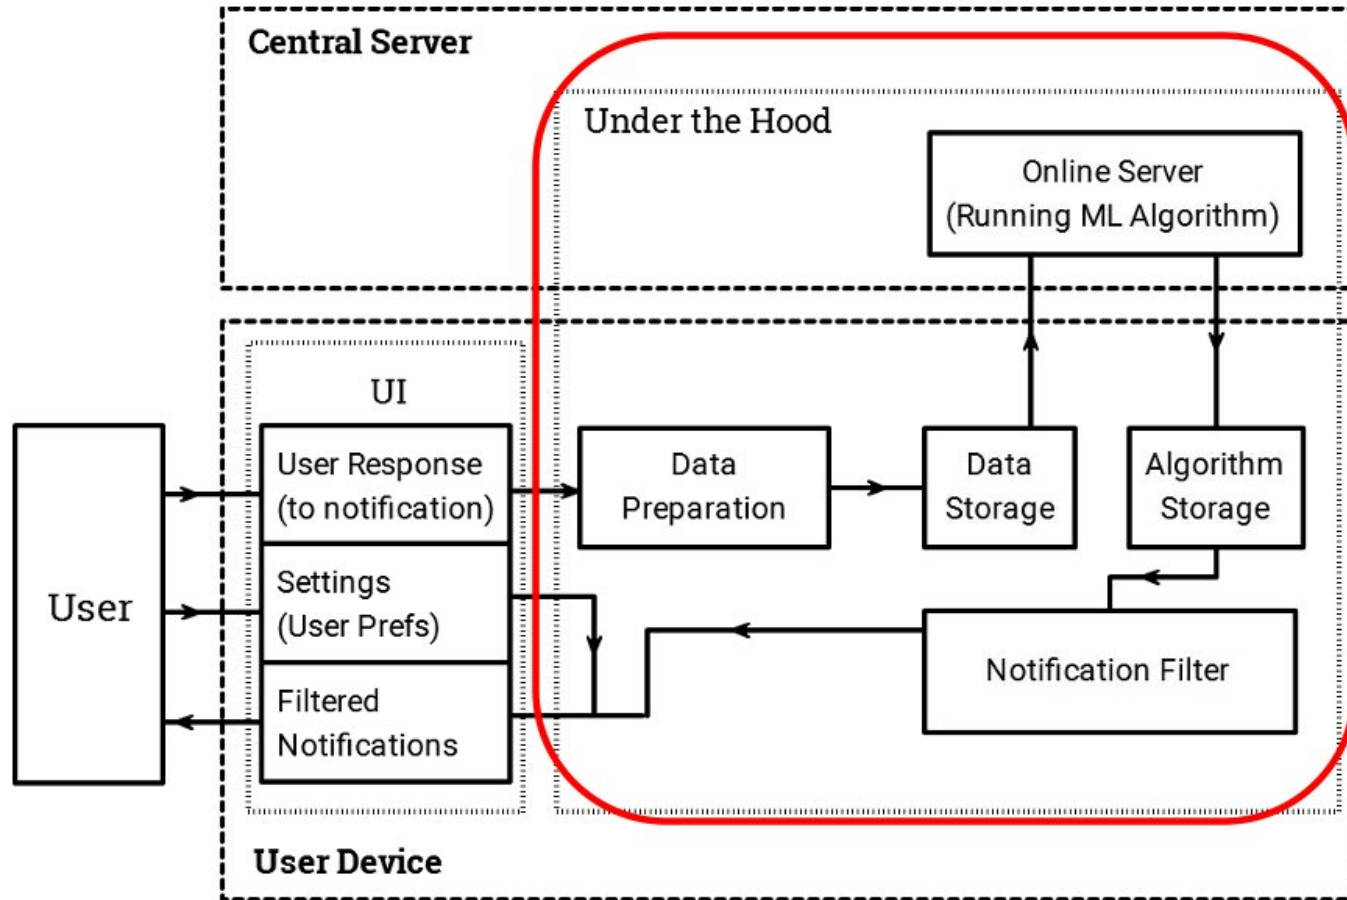 Central Server
Under the Hood
Online Server
(Running ML Algorithm)
UI
User
User Response
(to notification)
Settings
(User Prefs)
Filtered
Notifications
Data
Preparation
Data
Storage
Algorithm
Storage
Notification Filter
User Device